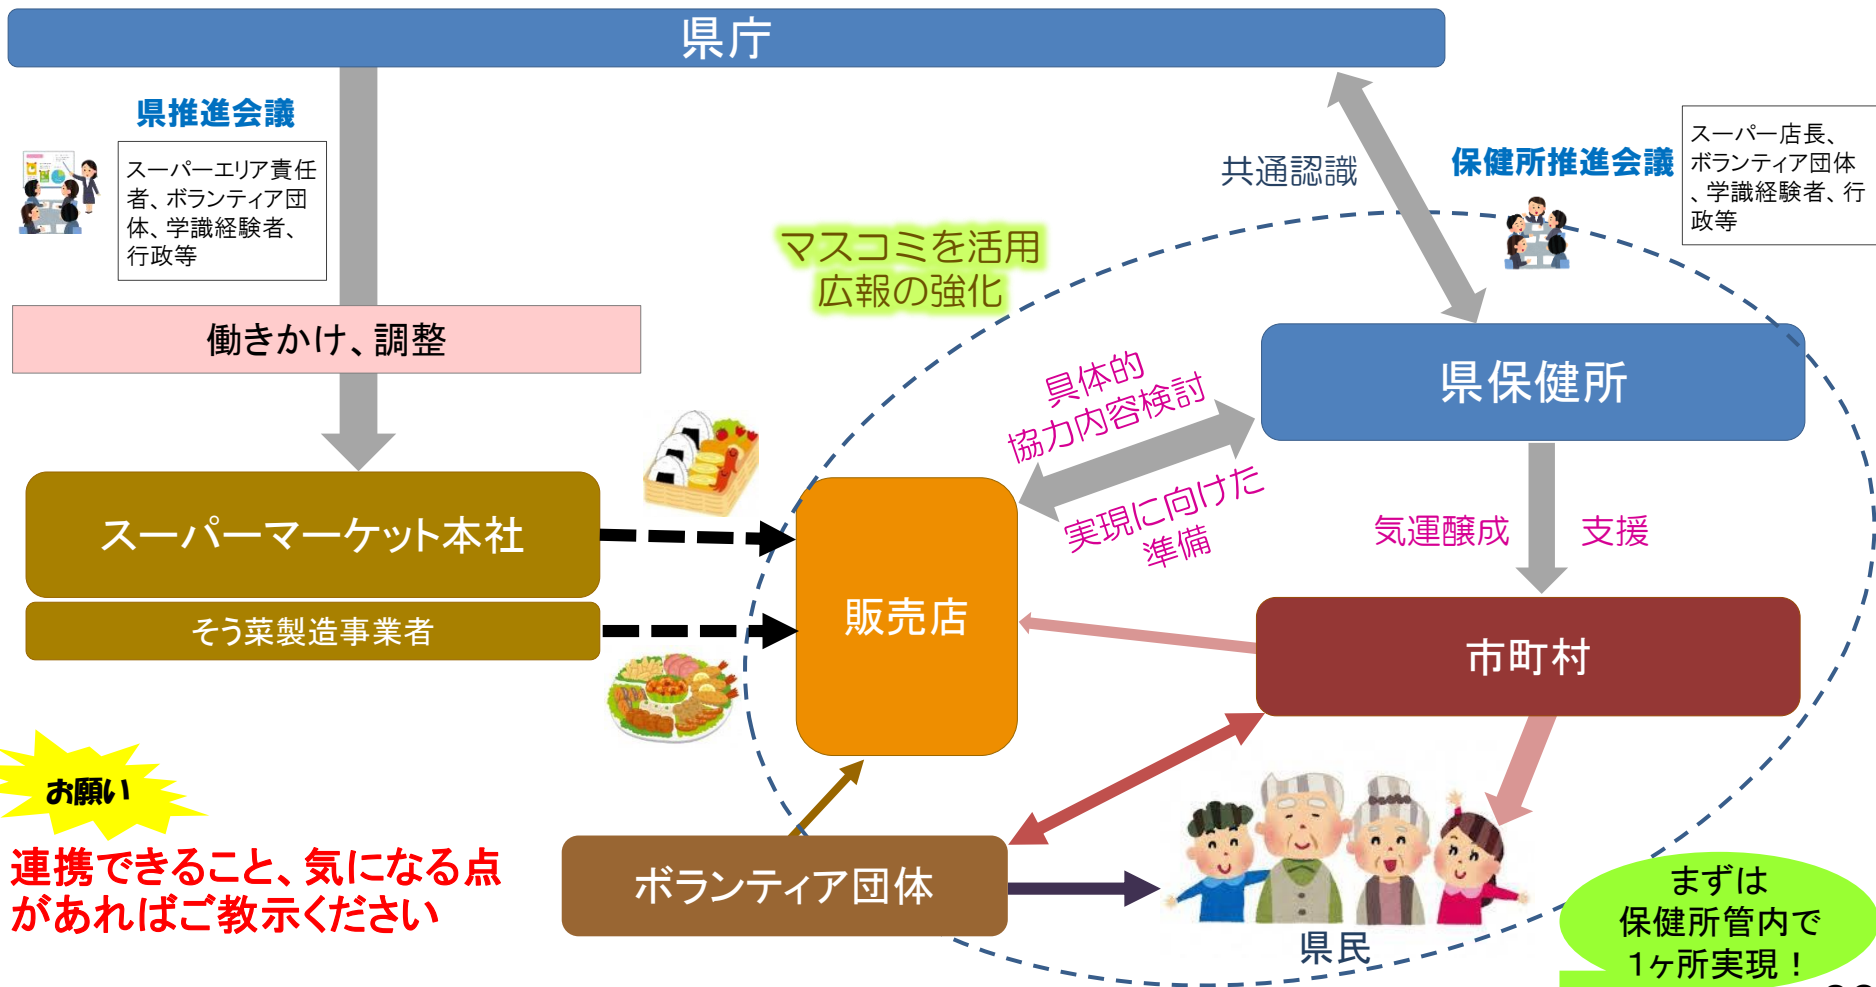 県庁
県推進会議
スーパーエリア責任
者、ボランティア団
体、学識経験者、
行政等
共通認識
保健所推進会議
スーパー店長、
ボランティア団体
、学識経験者、行
政等
マスコミを活用
広報の強化
働きかけ、調整
県保健所
具体的
協力内容検討
実現に向けた
準備
スーパーマーケット本社
そう菜製造事業者
販売店
気運醸成
支援
市町村
お願い
連携できること、気になる点
があればご教示ください
ボランティア団体
県民
まずは
保健所管内で
1ヶ所実現！